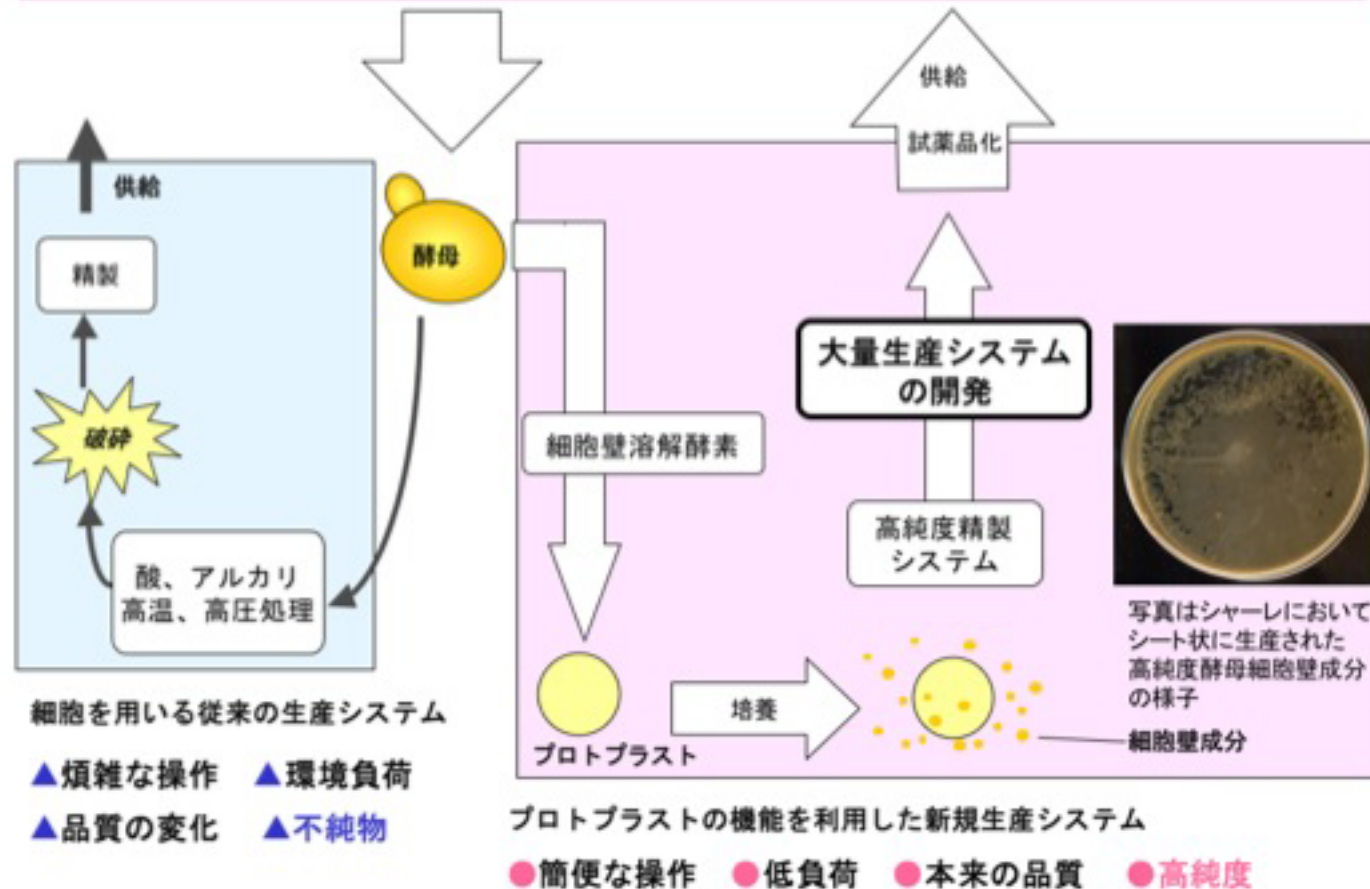 供給
精製
破砕
酸、アルカリ
高温、高圧処理
酵母
細胞を用いる従来の生産システム
▲煩雑な操作 ▲環境負荷
▲品質の変化 ▲不純物
供給
試薬品化
大量生産システム
の開発
細胞壁溶解酵素
高純度精製
システム
プロトプラスト
培養
写真はシャーレにおいて
シート状に生産された
高純度酵母細胞壁成分
の様子
細胞壁成分
プロトプラストの機能を利用した新規生産システム
●簡便な操作 ●低負荷 ●本来の品質 ●高純度